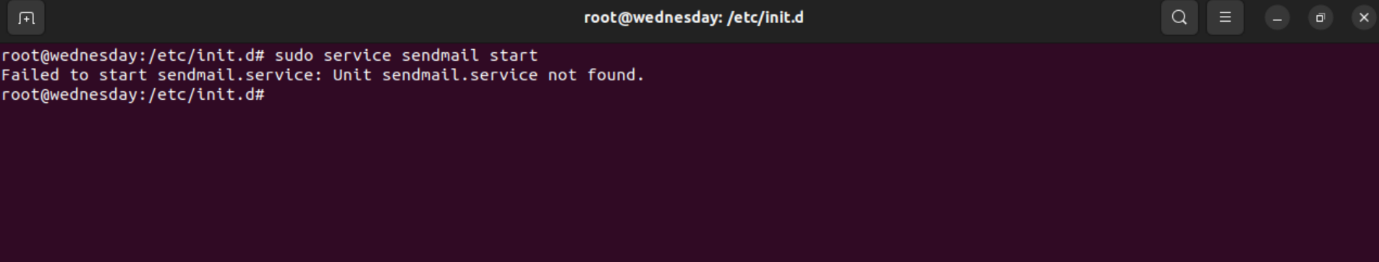 root@wednesday: /etc/init.d
root@wednesday:/etc/init.d# sudo service sendmail start
Failed to start sendmail.service: Unit sendmail.service not found.
root@wednesday:/etc/init.d#